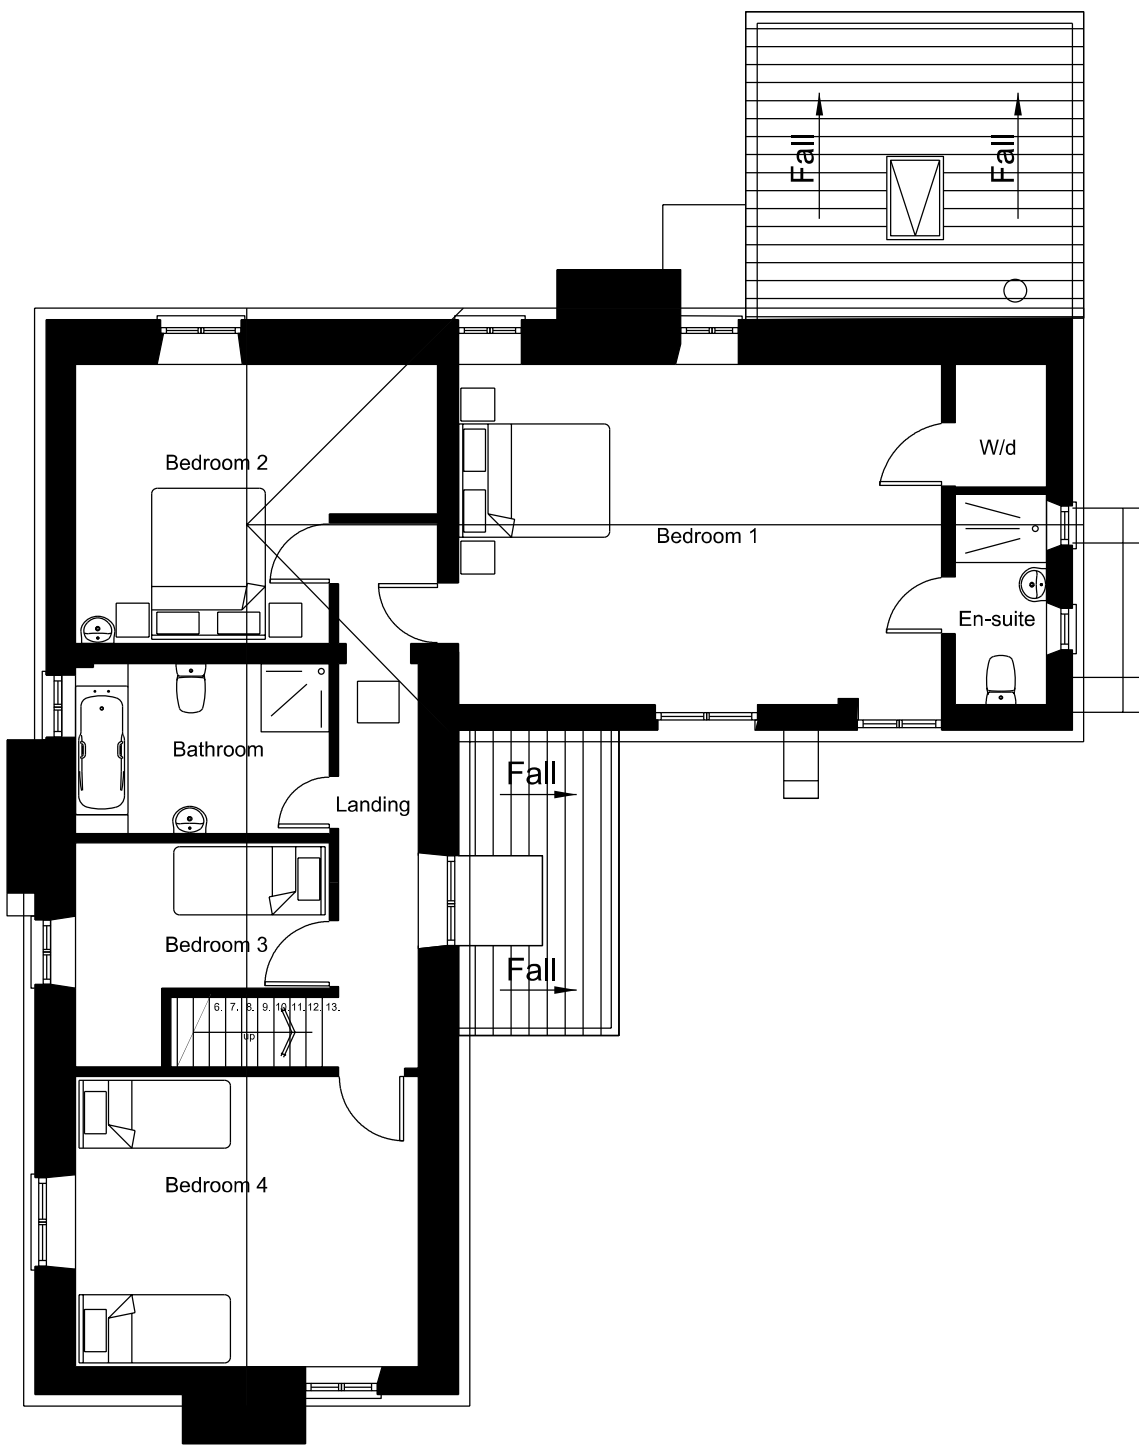 Fall
Fall
Bedroom 2
W/d
Bedroom 1
En-suite
Bathroom
Fall
Landing
Bedroom 3
Fall
6. 7. 8. 9. 10. 11. 12. 13.
up
Bedroom 4